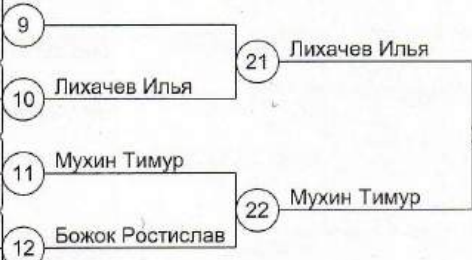 9
21 Лихачев Илья
10 Лихачев Илья
11 Мухин Тимур
22 Мухин Тимур
12 Божок Ростислав